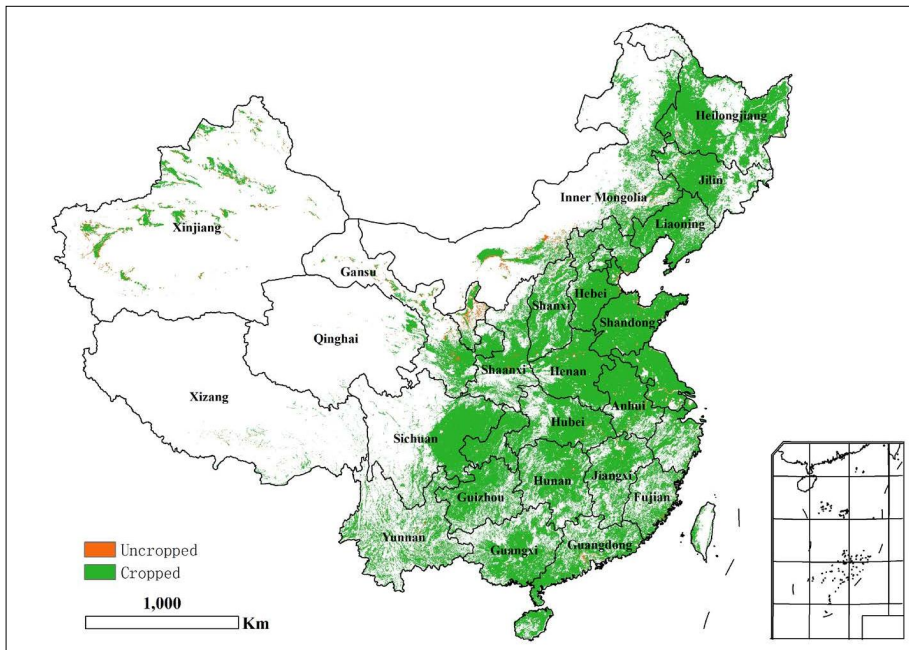 Heilongjiang
Jilin
Inner Mongolia
Liaoning
Xinjiang
Gansu
Hebei
Shanxi
Shandong
Qinghai
Shaanxi
Henan
Xizang
Anhui
Hubei
Sichuan
Hunan
Jiangxi
Guizhou
Fujian
Yunnan
Guangxi
Guangdong
Uncropped
Cropped
1,000
Km